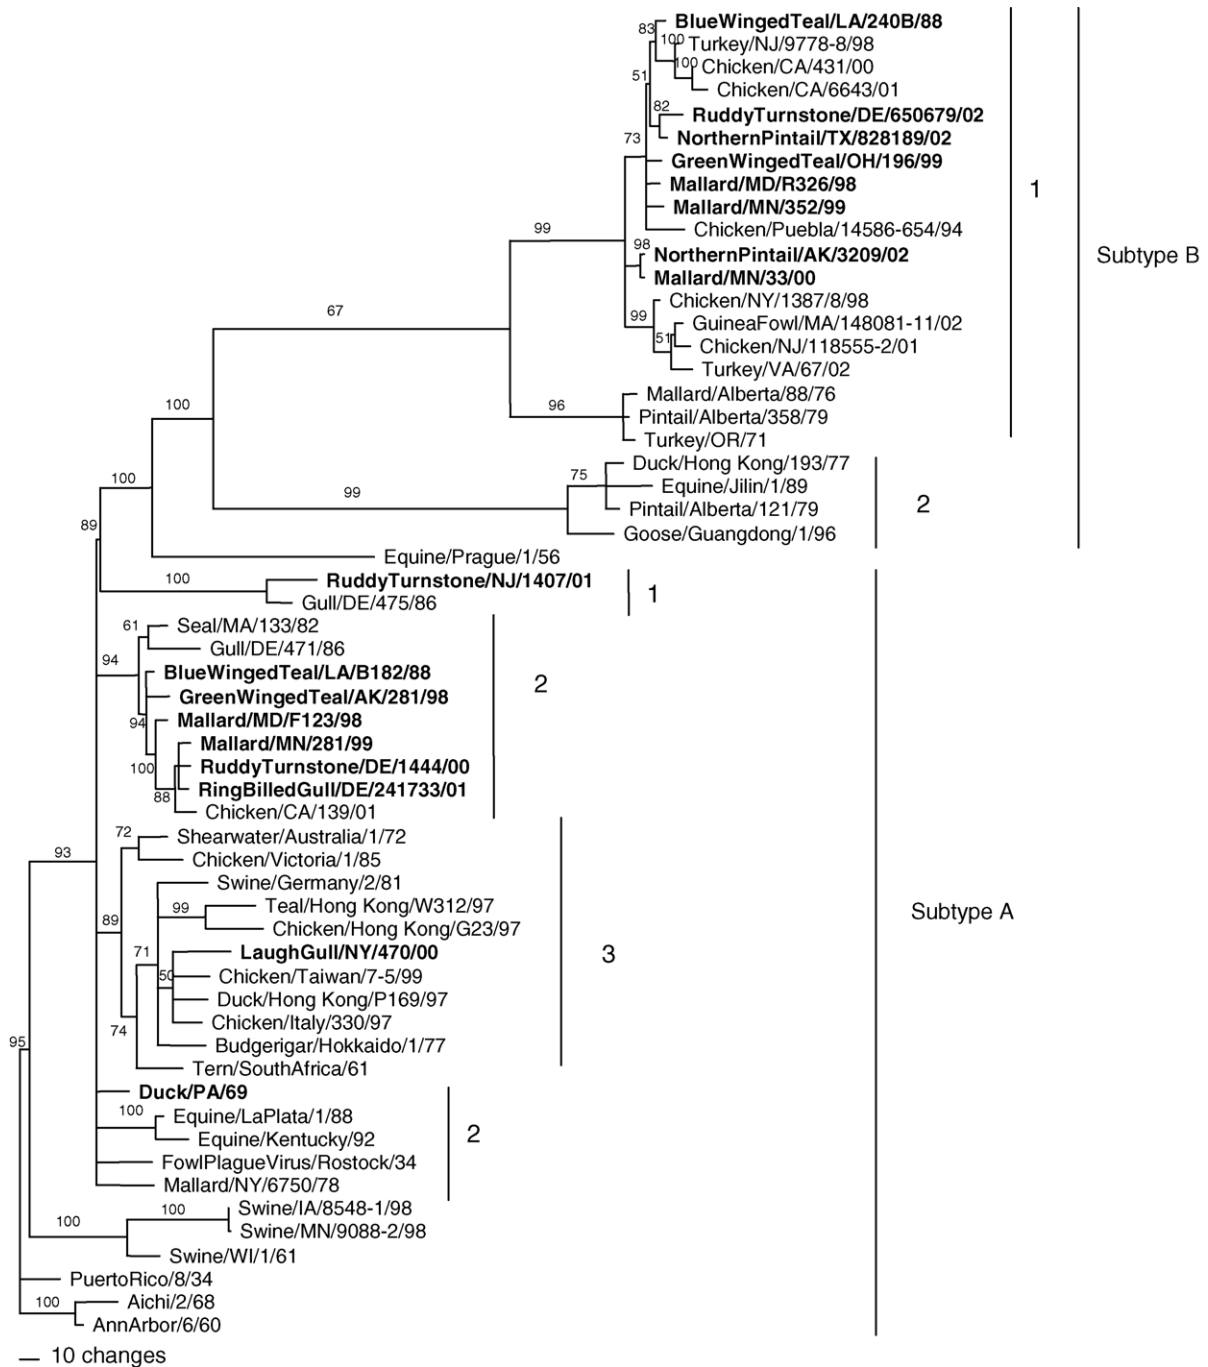 BlueWingedTeal/LA/240B/88
83
100
Turkey/NJ/9778-8/98
100
Chicken/CA/431/00
51
Chicken/CA/6643/01
82
RuddyTurnstone/DE/650679/02
73
NorthernPintail/TX/828189/02
GreenWingedTeal/OH/196/99
Mallard/MD/R326/98
1
Mallard/MN/352/99
99
Chicken/Puebla/14586-654/94
98
NorthernPintail/AK/3209/02
Subtype B
Mallard/MN/33/00
Chicken/NY/1387/8/98
67
99
GuineaFowl/MA/148081-11/02
51
Chicken/NJ/118555-2/01
Turkey/VA/67/02
Mallard/Alberta/88/76
100
96
Pintail/Alberta/358/79
Turkey/OR/71
Duck/Hong Kong/193/77
75
100
99
Equine/Jilin/1/89
2
Pintail/Alberta/121/79
89
Goose/Guangdong/1/96
Equine/Prague/1/56
100
RuddyTurnstone/NJ/1407/01
1
Gull/DE/475/86
61
Seal/MA/133/82
Gull/DE/471/86
94
BlueWingedTeal/LA/B182/88
2
GreenWingedTeal/AK/281/98
94
Mallard/MD/F123/98
Mallard/MN/281/99
100
RuddyTurnstone/DE/1444/00
88
RingBilledGull/DE/241733/01
Chicken/CA/139/01
72
Shearwater/Australia/1/72
93
Chicken/Victoria/1/85
Swine/Germany/2/81
99
Teal/Hong Kong/W312/97
89
Subtype A
Chicken/Hong Kong/G23/97
71
LaughGull/NY/470/00
3
50
Chicken/Taiwan/7-5/99
Duck/Hong Kong/P169/97
74
Chicken/Italy/330/97
95
Budgerigar/Hokkaido/1/77
Tern/SouthAfrica/61
Duck/PA/69
100
Equine/LaPlata/1/88
2
Equine/Kentucky/92
FowlPlagueVirus/Rostock/34
Mallard/NY/6750/78
100
Swine/IA/8548-1/98
100
Swine/MN/9088-2/98
Swine/WI/1/61
PuertoRico/8/34
100
Aichi/2/68
AnnArbor/6/60
10 changes